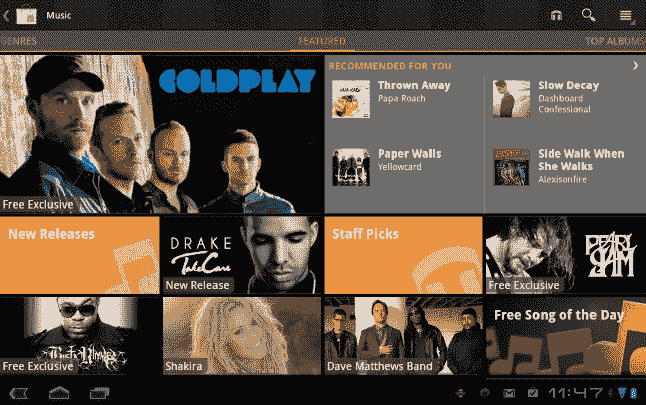 Music
GENRES
FEATURED
TOP ALBUMS
COLDPLAY
Free Exclusive
RECOMMENDED FOR YOU
Thrown Away
Papa Roach
Slow Decay
Dashboard
Confessional
Paper Walls
Yellowcard
Side Walk When
She Walks
Alexisonfire
New Releases
DRAKE
Take Care
New Release
Staff Picks
PEARL
JAM
Free Exclusive
Busta Rhymes
Free Exclusive
Shakira
Dave Matthews Band
Free Song of the Day
11:47